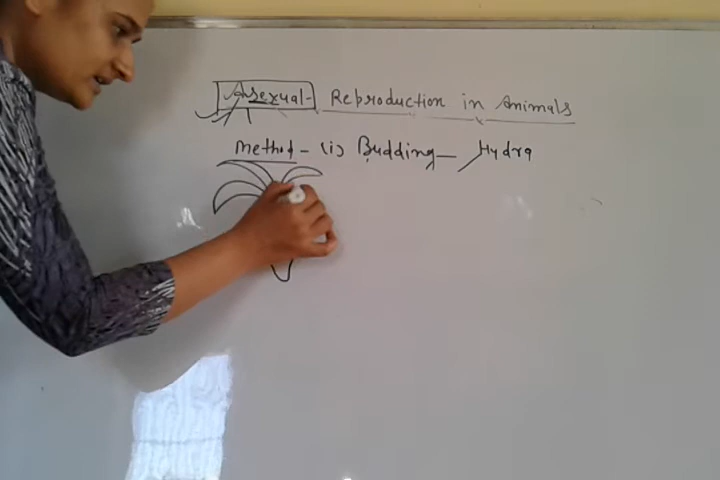 Asexual- Reproduction in Animals
Method - (i) Budding - Hydra